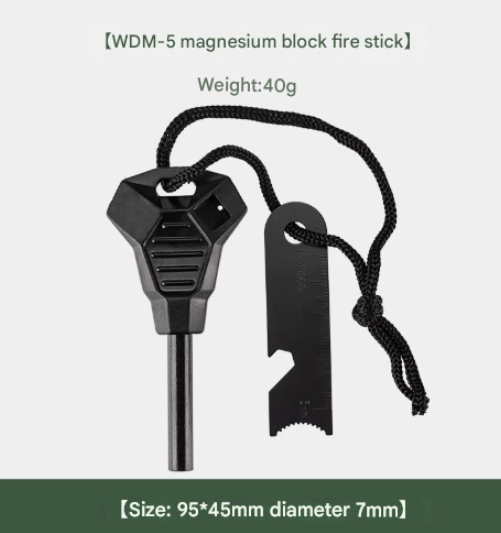 【WDM-5 magnesium block fire stick】
Weight:40g
【Size: 95*45mm diameter 7mm】